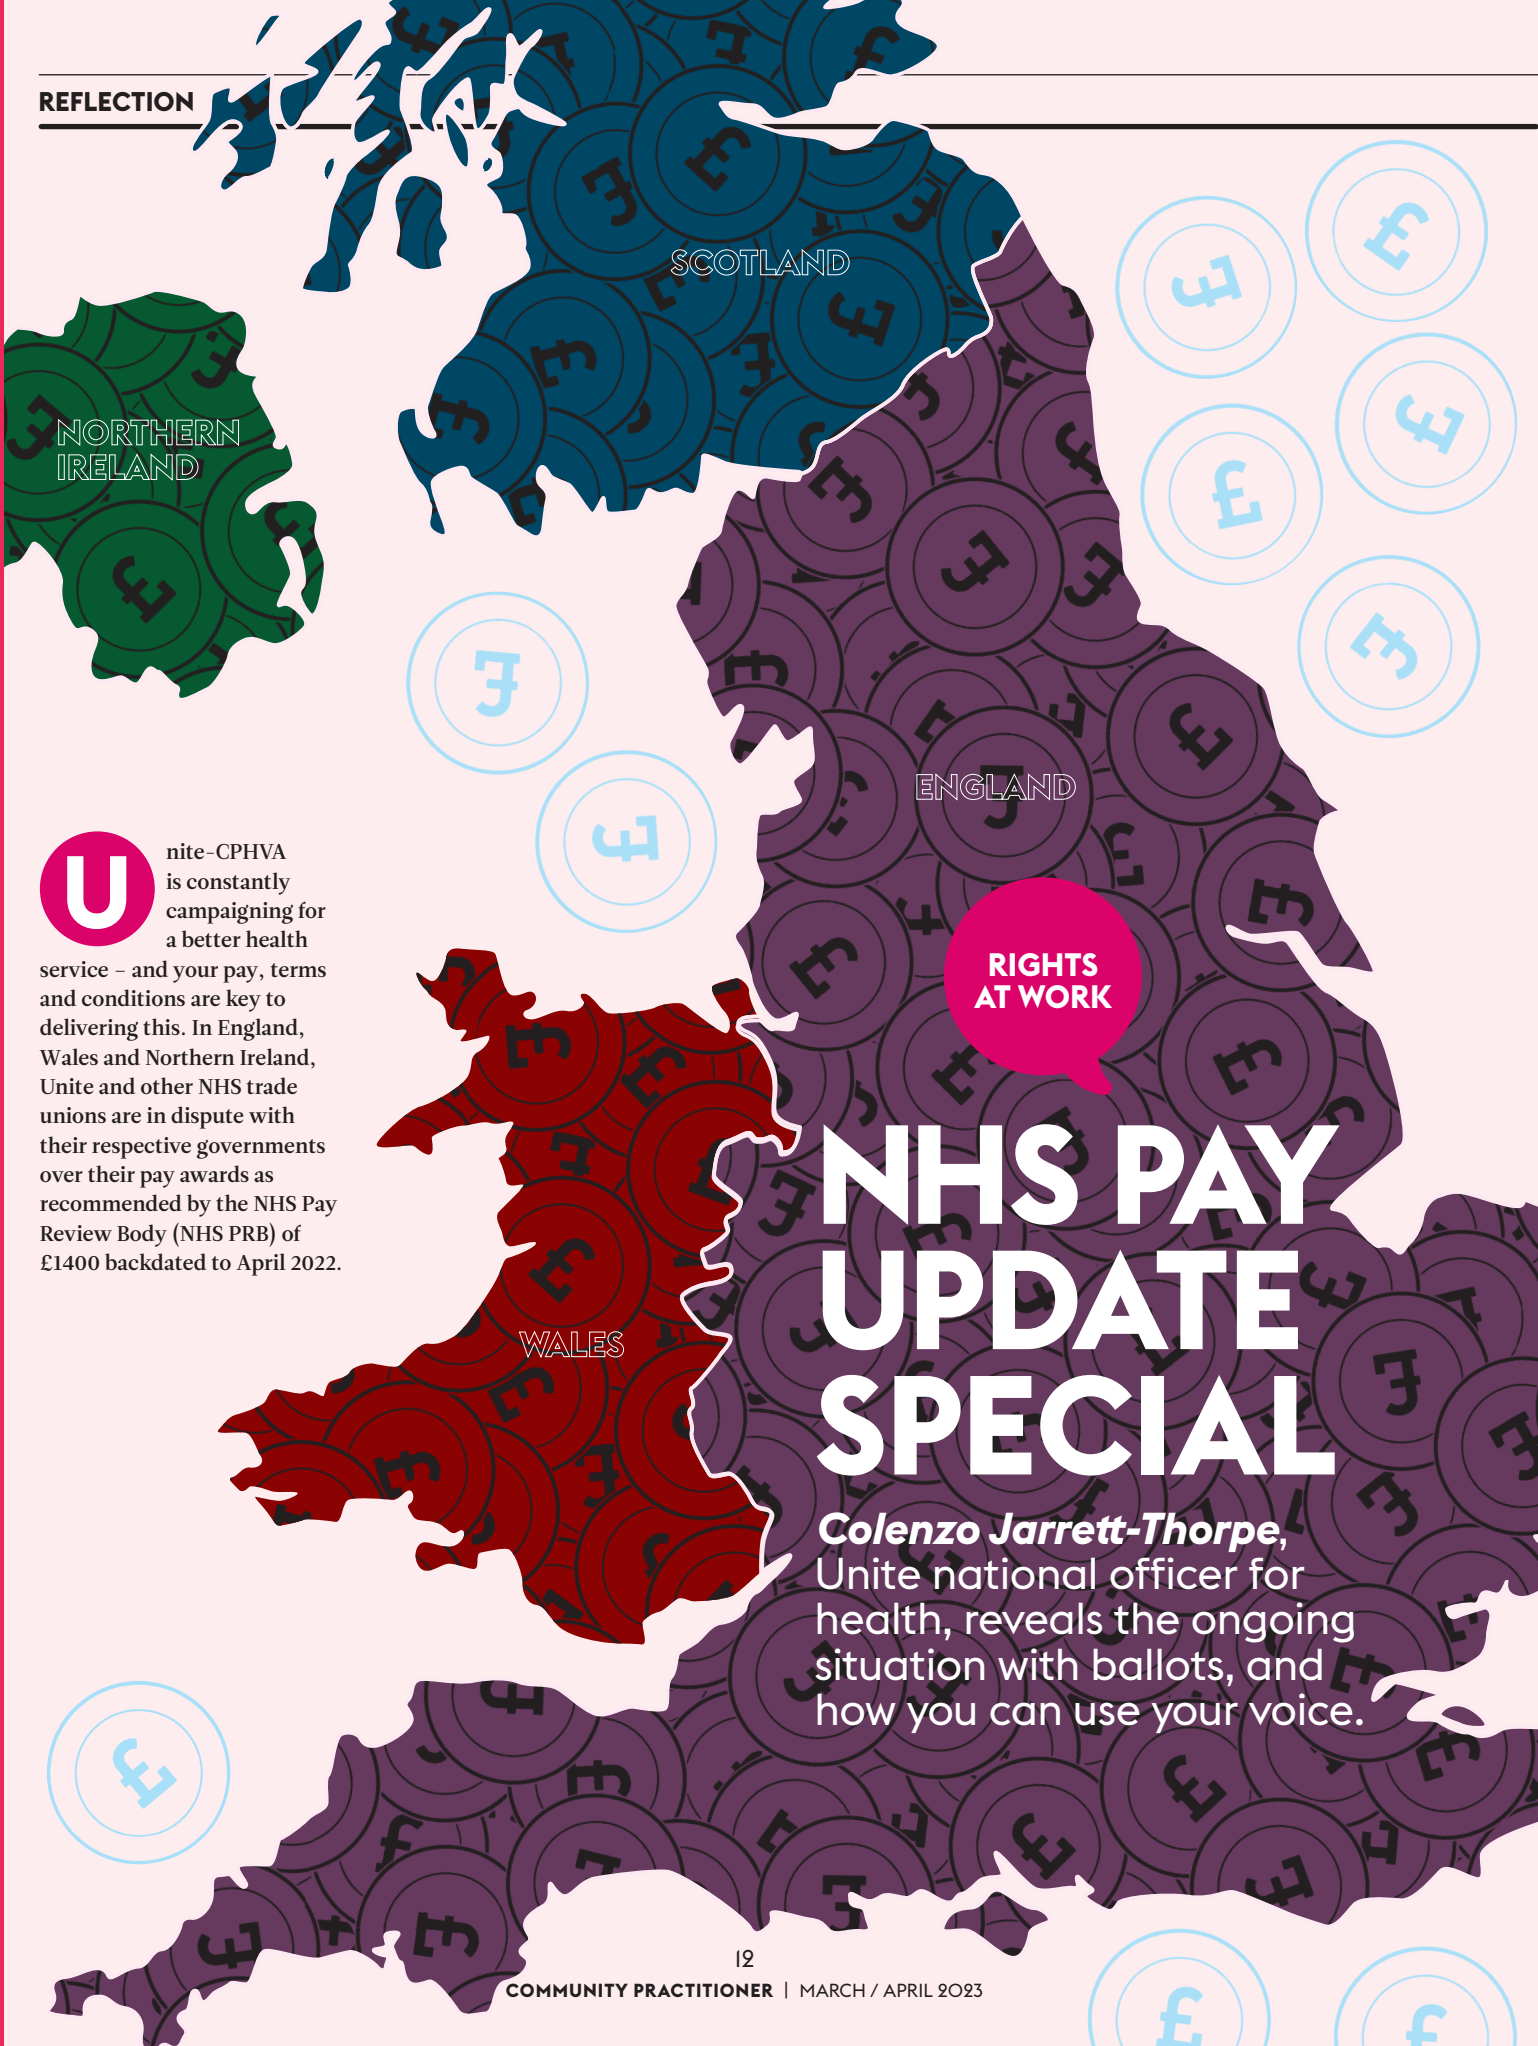 REFLECTION
SCOTLAND
NORTHERN
IRELAND
ENGLAND
Unite-CPHVA
is constantly
campaigning for
a better health
service – and your pay, terms
and conditions are key to
delivering this. In England,
Wales and Northern Ireland,
Unite and other NHS trade
unions are in dispute with
their respective governments
over their pay awards as
recommended by the NHS Pay
Review Body (NHS PRB) of
£1400 backdated to April 2022.
WALES
RIGHTS
AT WORK
NHS PAY
UPDATE
SPECIAL
Colenzo Jarrett-Thorpe,
Unite national officer for
health, reveals the ongoing
situation with ballots, and
how you can use your voice.
12
COMMUNITY PRACTITIONER | MARCH / APRIL 2023